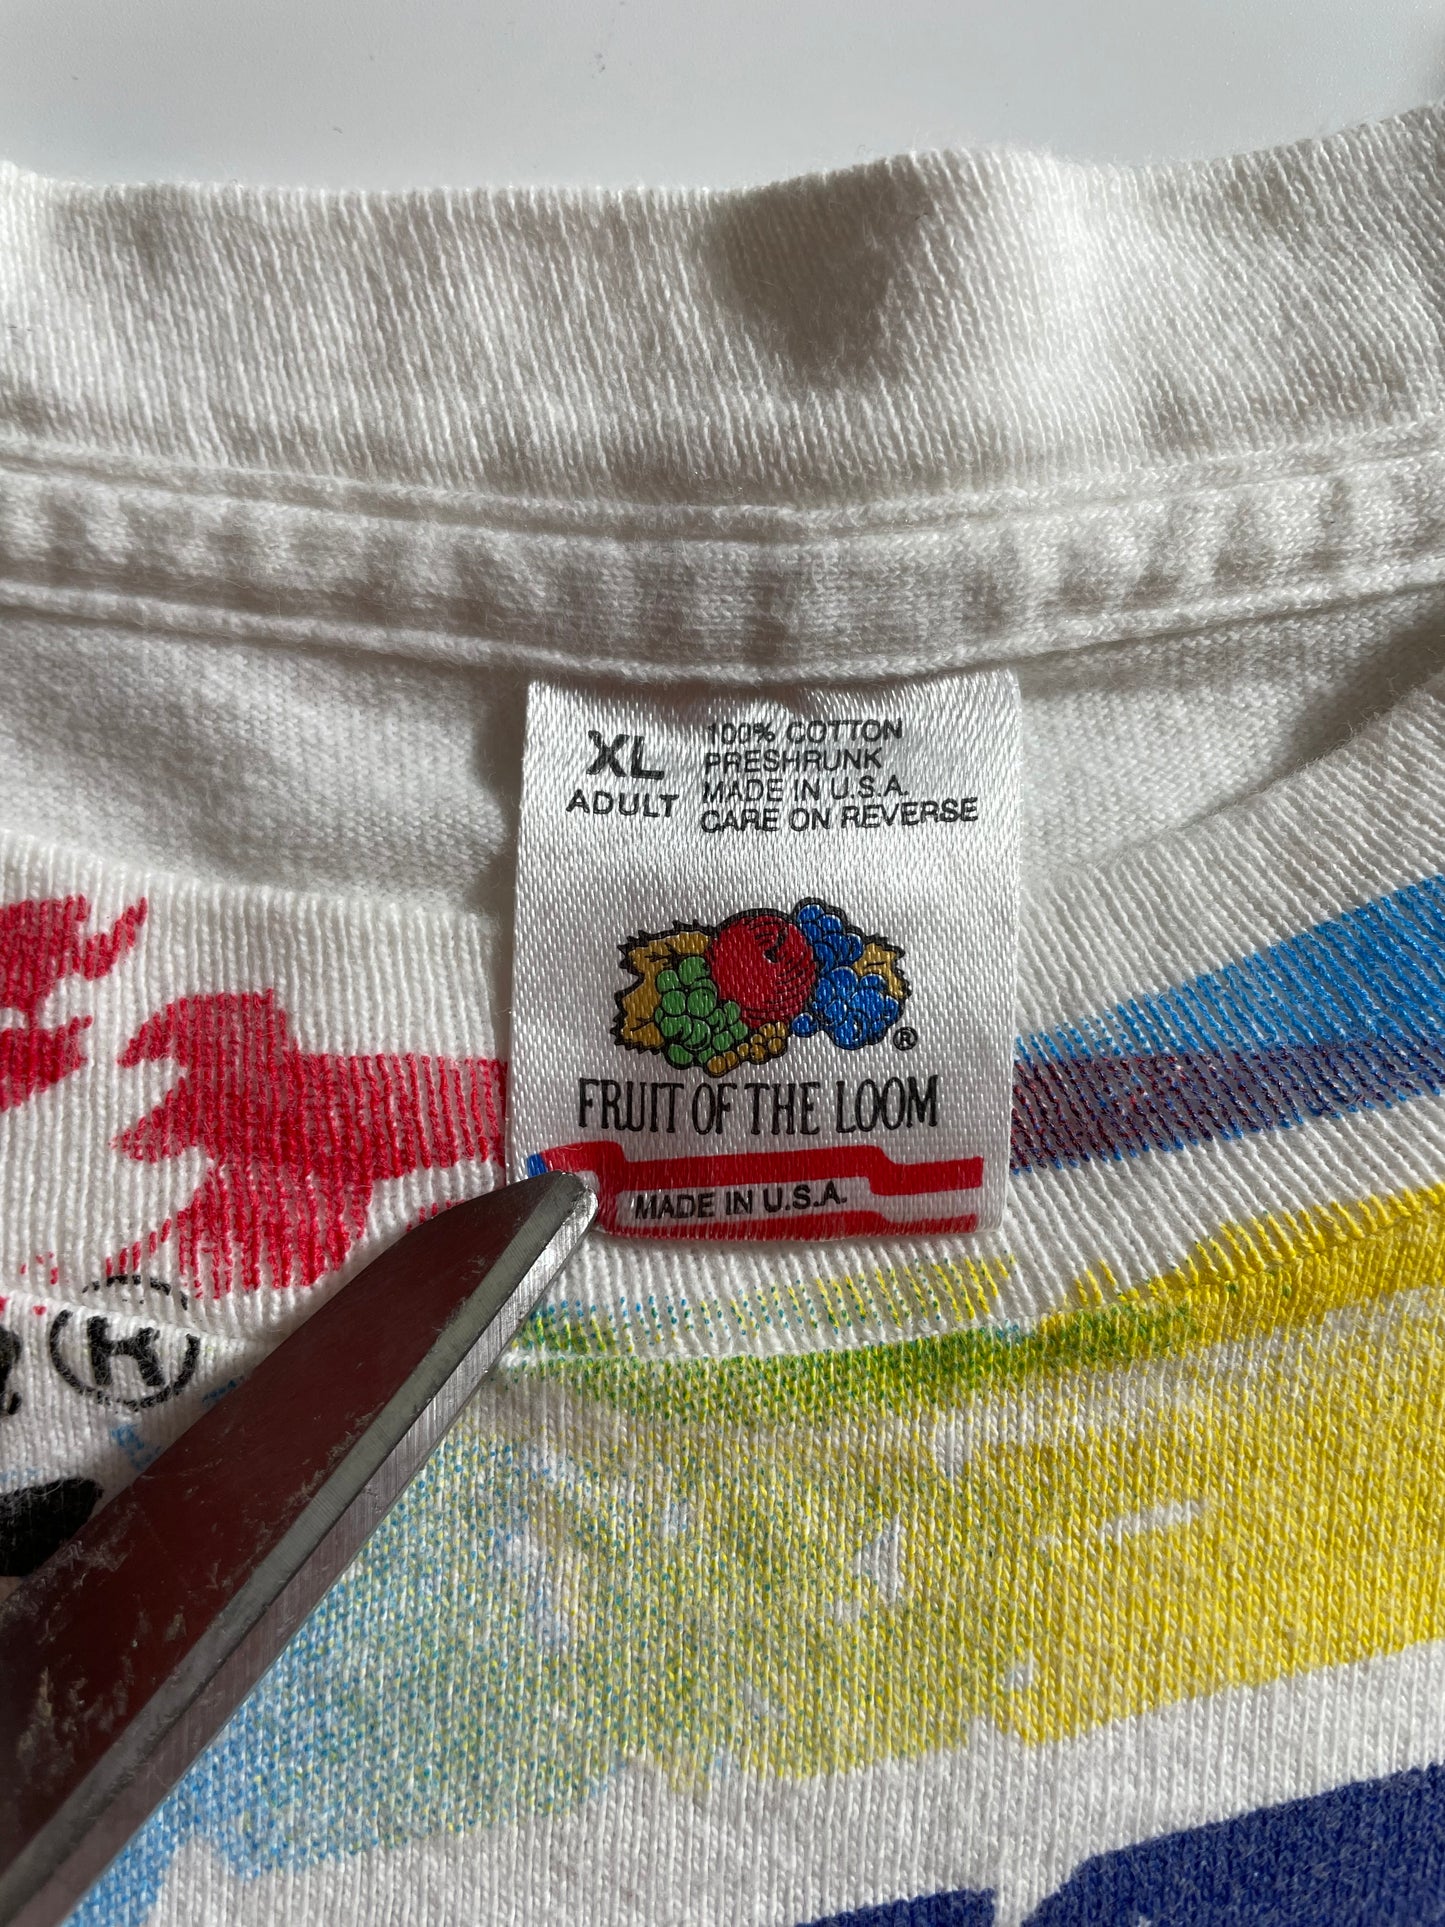 XL
ADULT
100% COTTON
PRESHRUNK
MADE IN U.S.A.
CARE ON REVERSE
®
FRUIT OF THE LOOM
MADE IN U.S.A.
H